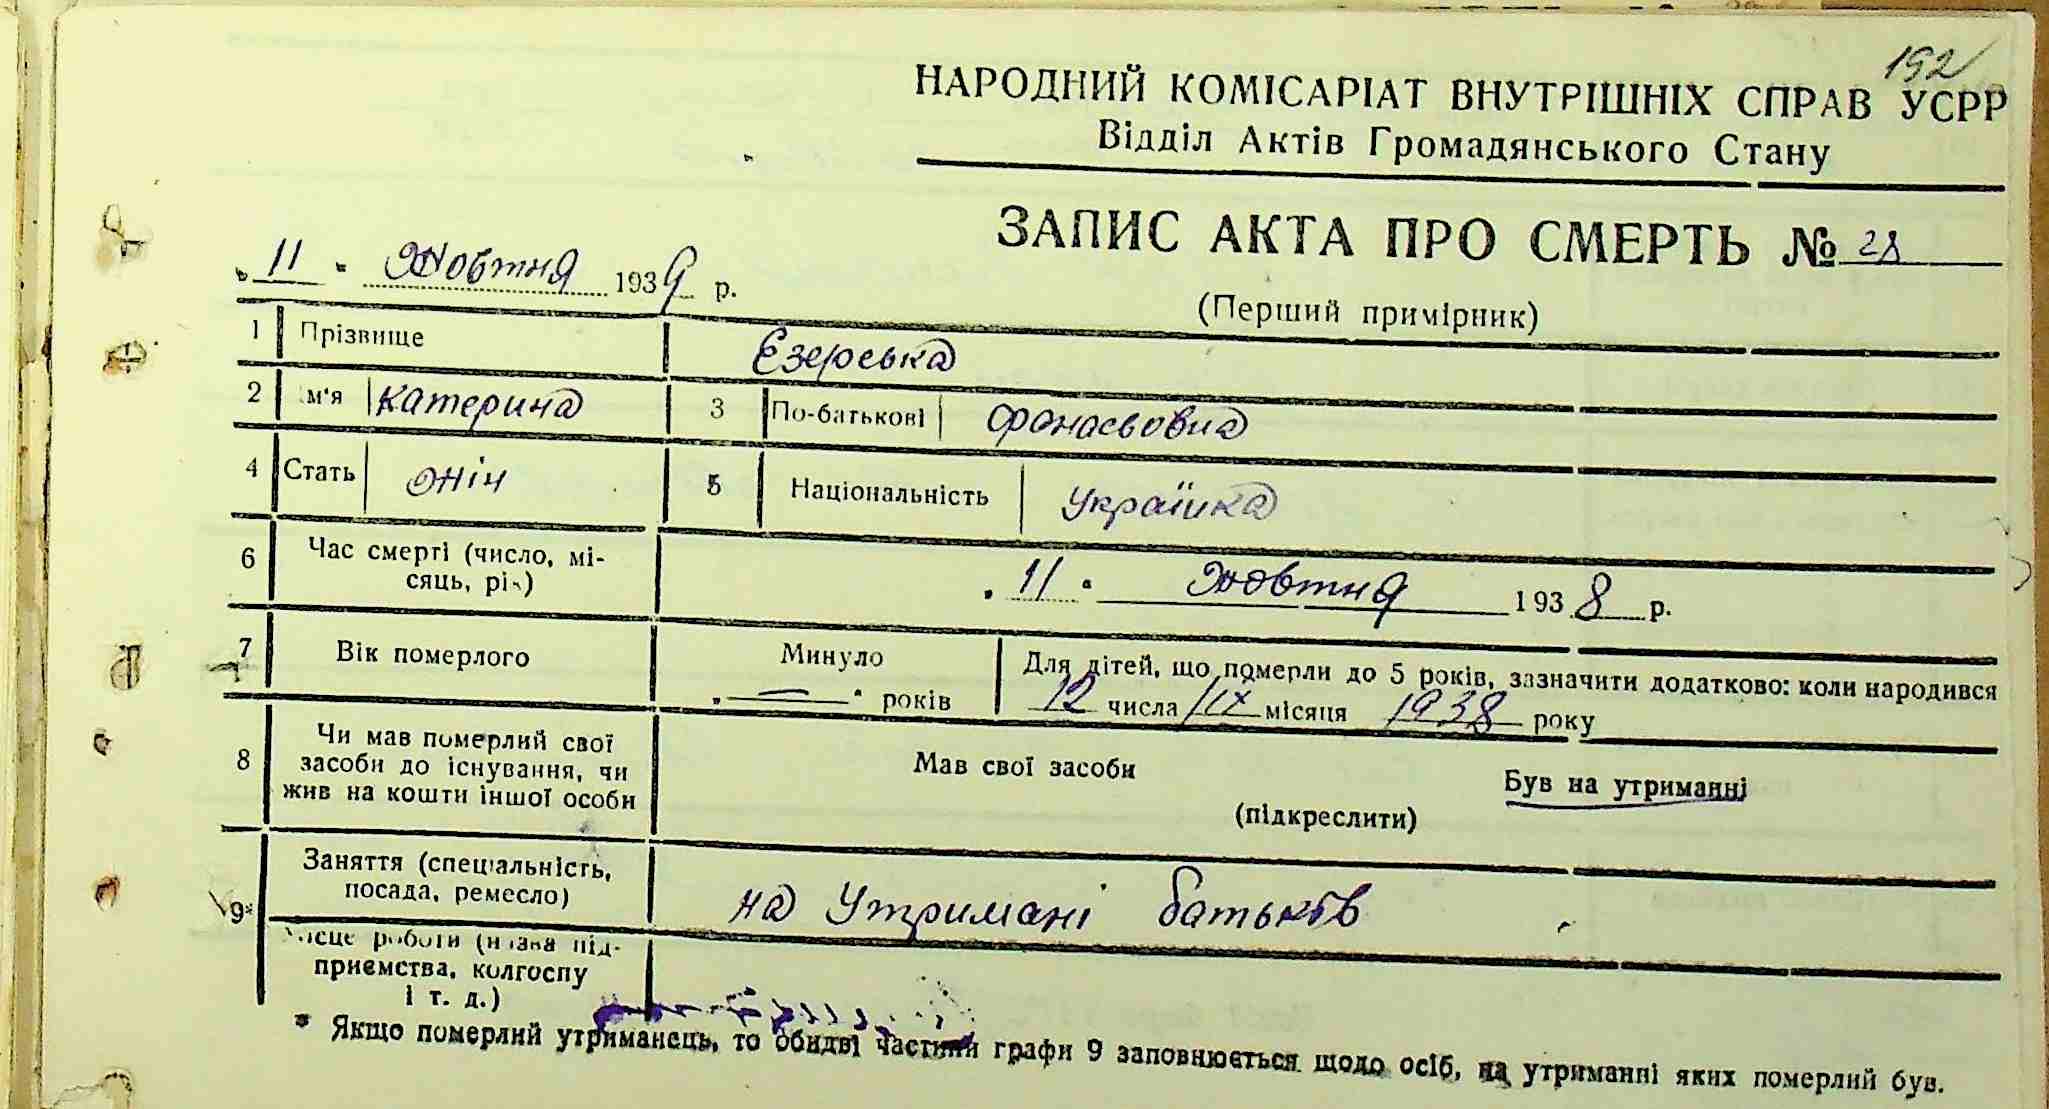 192
НАРОДНИЙ КОМІСАРІАТ ВНУТРІШНІХ СПРАВ УСРР
Відділ Актів Громадянського Стану
ЗАПИС АКТА ПРО СМЕРТЬ № 28
„11“ Жовтня 1939 р.
(Перший примірник)
1 Прізвище Єзерська
2 Ім'я Катерина 3 По-батькові Фанасьовна
4 Стать жін 5 Національність Українка
6 Час смерті (число, мі-
сяць, рік) „11“ Жовтня 1938 р.
7 Вік померлого Минуло Для дітей, що померли до 5 років, зазначити додатково: коли народився
„—“ років 12 числа IX місяця 1938 року
8 Чи мав померлий свої
засоби до існування, чи
жив на кошти іншої особи
Мав свої засоби Був на утриманні
(підкреслити)
9* Заняття (спеціальність,
посада, ремесло) на Утримані батьків
Місце роботи (назва під-
приємства, колгоспу
і т. д.)
* Якщо померлий утриманець, то обидві частини графи 9 заповнюється щодо осіб, на утриманні яких померлий був.